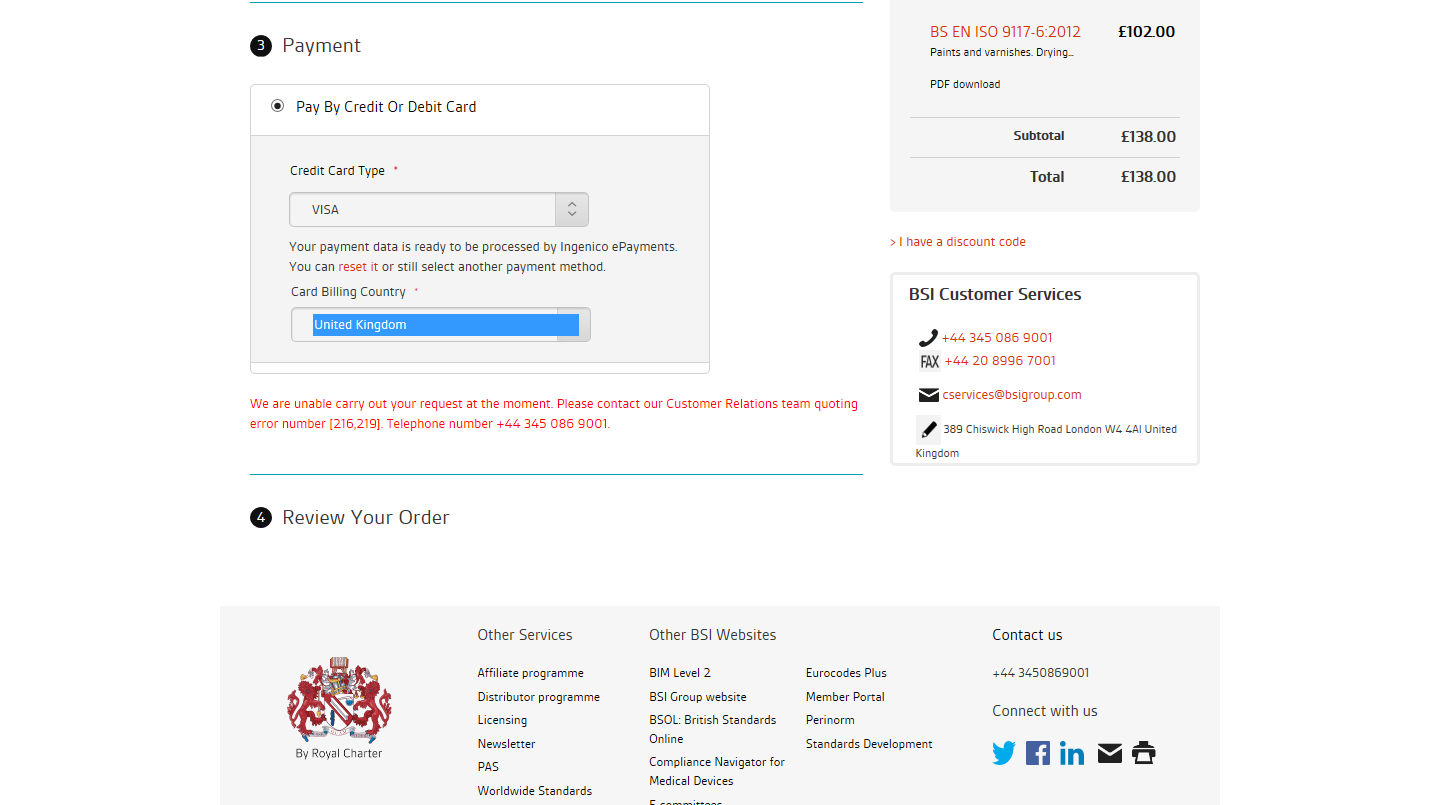 3 Payment
Pay By Credit Or Debit Card
Credit Card Type *
VISA
Your payment data is ready to be processed by Ingenico ePayments.
You can reset it or still select another payment method.
Card Billing Country *
United Kingdom
We are unable carry out your request at the moment. Please contact our Customer Relations team quoting
error number [216,219]. Telephone number +44 345 086 9001.
4 Review Your Order
BS EN ISO 9117-6:2012 £102.00
Paints and varnishes. Drying...
PDF download
Subtotal £138.00
Total £138.00
> I have a discount code
BSI Customer Services
+44 345 086 9001
FAX +44 20 8996 7001
cservices@bsigroup.com
389 Chiswick High Road London W4 4Al United
Kingdom
By Royal Charter
Other Services
Affiliate programme
Distributor programme
Licensing
Newsletter
PAS
Worldwide Standards
Other BSI Websites
BIM Level 2
BSI Group website
BSOL: British Standards
Online
Compliance Navigator for
Medical Devices
E-committees
Eurocodes Plus
Member Portal
Perinorm
Standards Development
Contact us
+44 3450869001
Connect with us